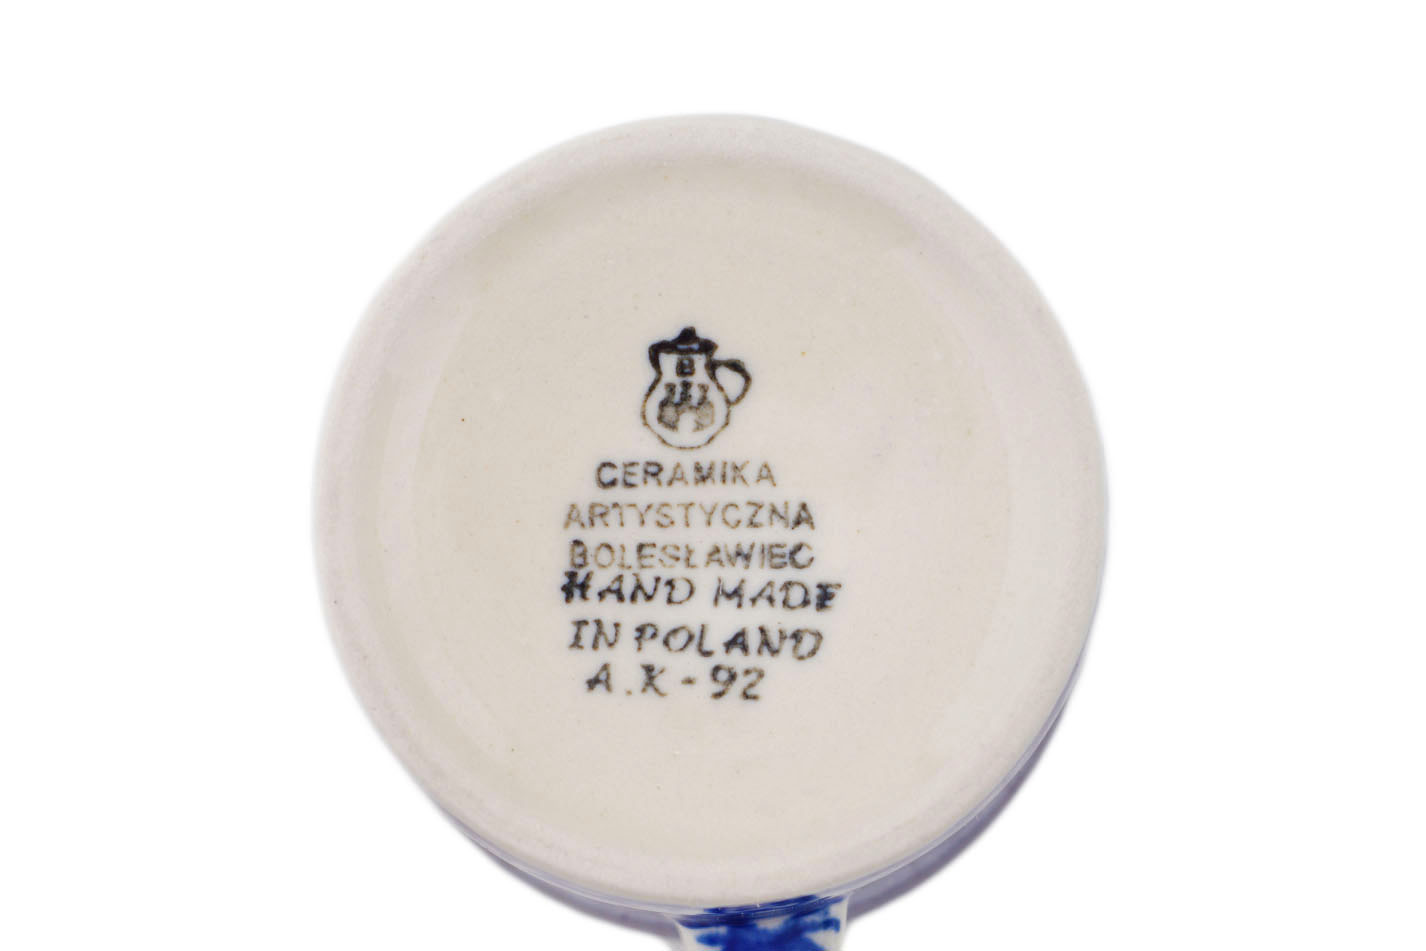 B
CERAMIKA
ARTYSTYCZNA
BOLESŁAWIEC
HAND MADE
IN POLAND
A.K-92